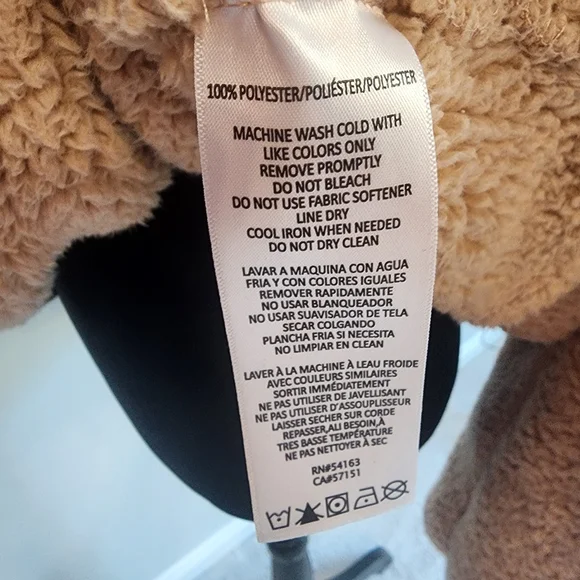 100% POLYESTER/POLIÉSTER/POLYESTER
MACHINE WASH COLD WITH
LIKE COLORS ONLY
REMOVE PROMPTLY
DO NOT BLEACH
DO NOT USE FABRIC SOFTENER
LINE DRY
COOL IRON WHEN NEEDED
DO NOT DRY CLEAN
LAVAR A MAQUINA CON AGUA
FRIA Y CON COLORES IGUALES
REMOVER RAPIDAMENTE
NO USAR BLANQUEADOR
NO USAR SUAVISADOR DE TELA
SECAR COLGANDO
PLANCHA FRIA SI NECESITA
NO LIMPIAR EN CLEAN
LAVER À LA MACHINE À LEAU FROIDE
AVEC COULEURS SIMILAIRES
SORTIR IMMÉDIATEMENT
NE PAS UTILISER DE JAVELLISANT
NE PAS UTILISER D'ASSOUPLISSEUR
LAISSER SECHER SUR CORDE
REPASSER,AU BESOIN,À
TRES BASSE TEMPÉRATURE
NE PAS NETTOYER À SEC
RN#54163
CA#57151